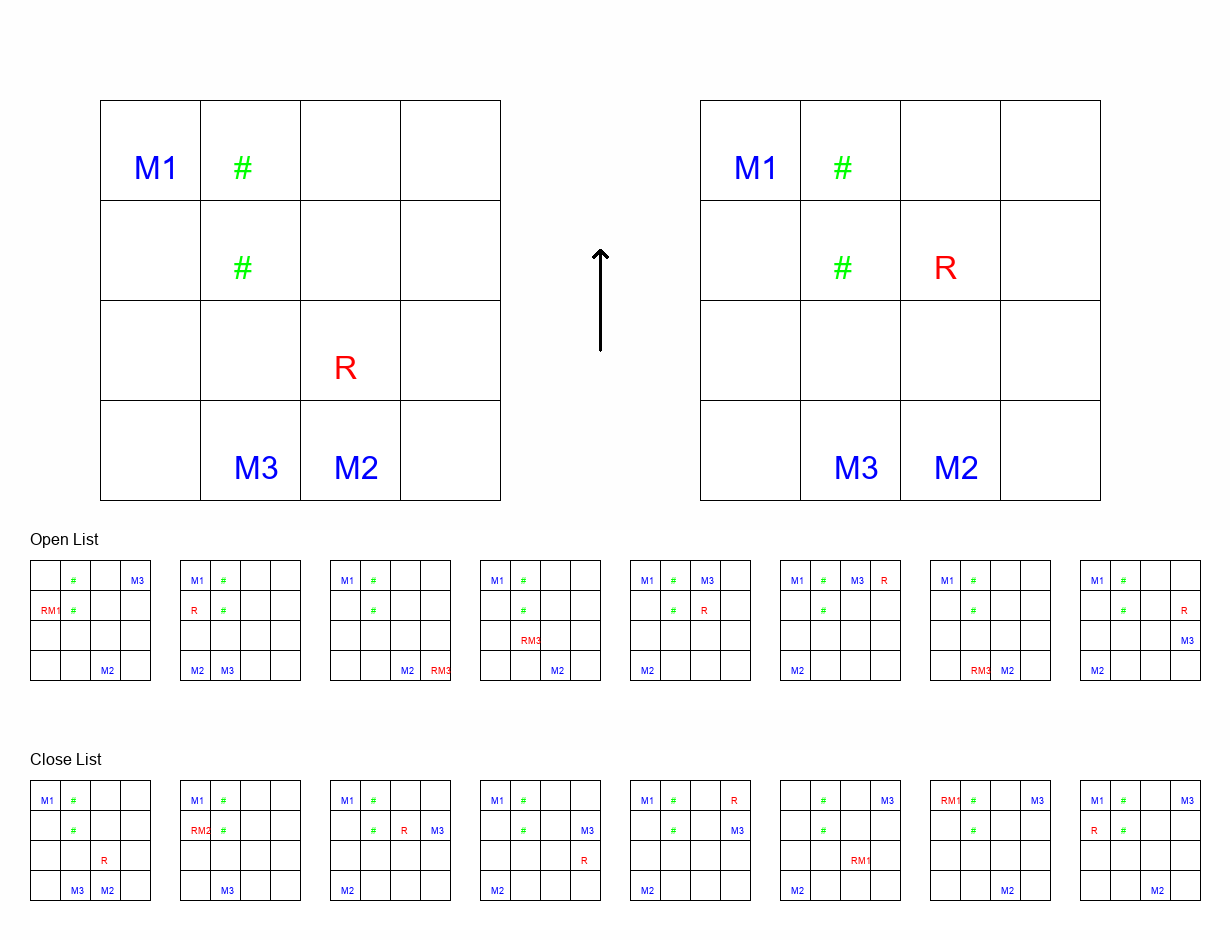 M1 # M1 #
# # R
R
M3 M2 M3 M2
Open List
# M3 M1 # M1 # M1 # M1 # M3 M1 # M3 R M1 # M1 #
RM1 # R # # # # R # # # R
RM3 M3
M2 M2 M3 M2 RM3 M2 M2 M2 RM3 M2 M2
Close List
M1 # M1 # M1 # M1 # M1 # R # M3 RM1 # M3 M1 # M3
# RM2 # # R M3 # M3 # M3 # # R #
R R RM1
M3 M2 M3 M2 M2 M2 M2 M2 M2